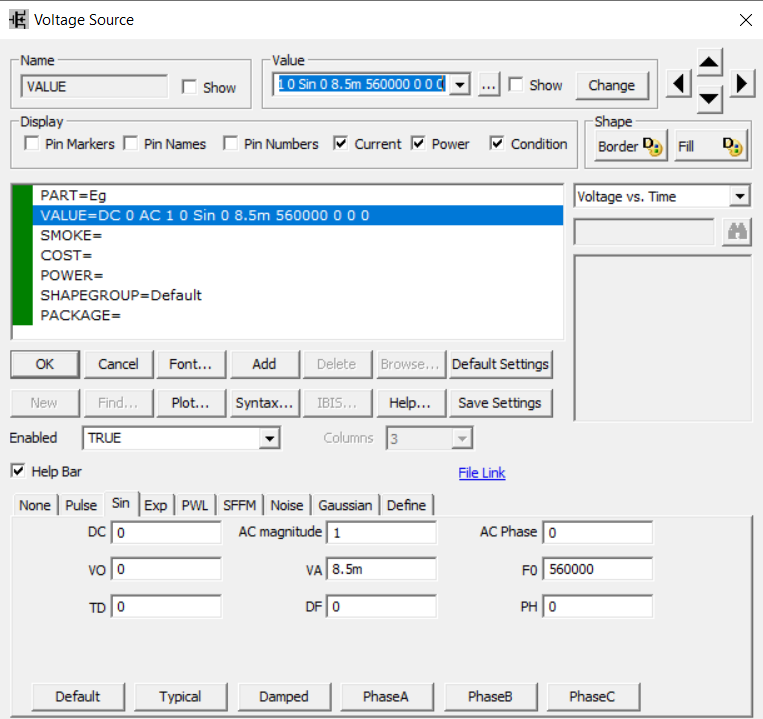 Voltage Source
Name
VALUE
Show
Value
1 0 Sin 0 8.5m 560000 0 0 0
...
Show
Change
Display
Pin Markers Pin Names Pin Numbers Current Power Condition
Shape
Border Fill
PART=Eg
VALUE=DC 0 AC 1 0 Sin 0 8.5m 560000 0 0 0
SMOKE=
COST=
POWER=
SHAPEGROUP=Default
PACKAGE=
Voltage vs. Time
OK Cancel Font... Add Delete Browse... Default Settings
New Find... Plot... Syntax... IBIS... Help... Save Settings
Enabled TRUE Columns 3
Help Bar File Link
None Pulse Sin Exp PWL SFFM Noise Gaussian Define
DC 0 AC magnitude 1 AC Phase 0
VO 0 VA 8.5m F0 560000
TD 0 DF 0 PH 0
Default Typical Damped PhaseA PhaseB PhaseC